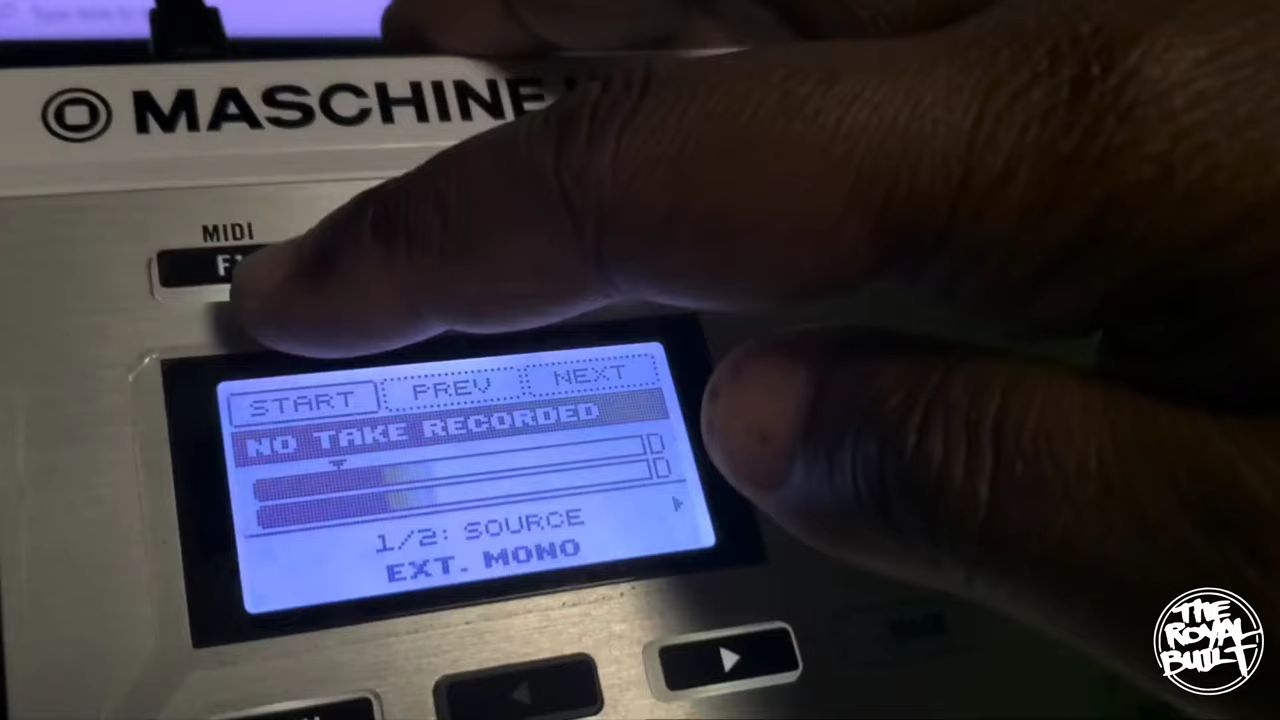 MASCHINE
MIDI
START PREV NEXT
NO TAKE RECORDED
1/2: SOURCE
EXT. MONO
THE
ROYAL
BUILT